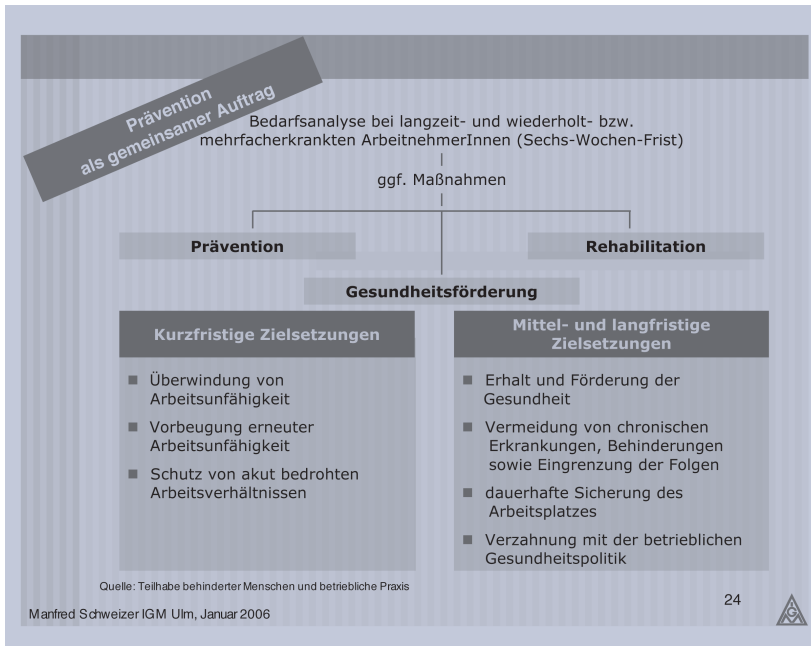 Prävention
als gemeinsamer Auftrag
Bedarfsanalyse bei langzeit- und wiederholt- bzw.
mehrfacherkrankten ArbeitnehmerInnen (Sechs-Wochen-Frist)
ggf. Maßnahmen
Prävention
Rehabilitation
Gesundheitsförderung
Kurzfristige Zielsetzungen
■ Überwindung von
Arbeitsunfähigkeit
■ Vorbeugung erneuter
Arbeitsunfähigkeit
■ Schutz von akut bedrohten
Arbeitsverhältnissen
Mittel- und langfristige
Zielsetzungen
■ Erhalt und Förderung der
Gesundheit
■ Vermeidung von chronischen
Erkrankungen, Behinderungen
sowie Eingrenzung der Folgen
■ dauerhafte Sicherung des
Arbeitsplatzes
■ Verzahnung mit der betrieblichen
Gesundheitspolitik
Quelle: Teilhabe behinderter Menschen und betriebliche Praxis
Manfred Schweizer IGM Ulm, Januar 2006
24
IGM